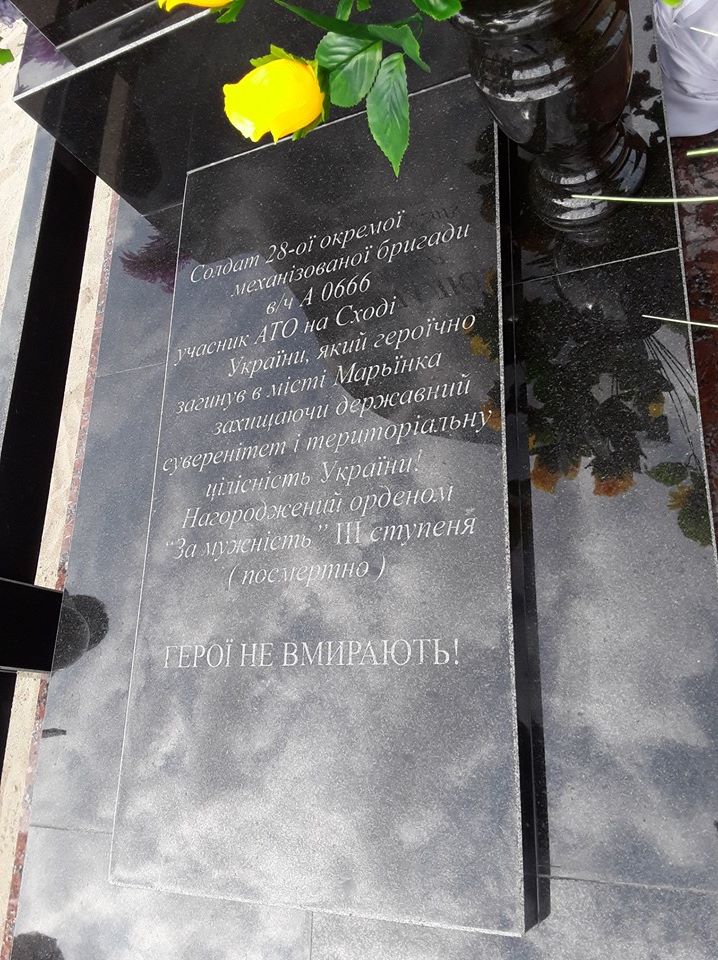 Солдат 28-ої окремої
механізованої бригади
в/ч А 0666
учасник АТО на Сході
України, який героїчно
загинув в місті Марьїнка
захищаючи державний
суверенітет і територіальну
цілісність України!
Нагороджений орденом
“За мужність” III ступеня
( посмертно )
ГЕРОЇ НЕ ВМИРАЮТЬ!